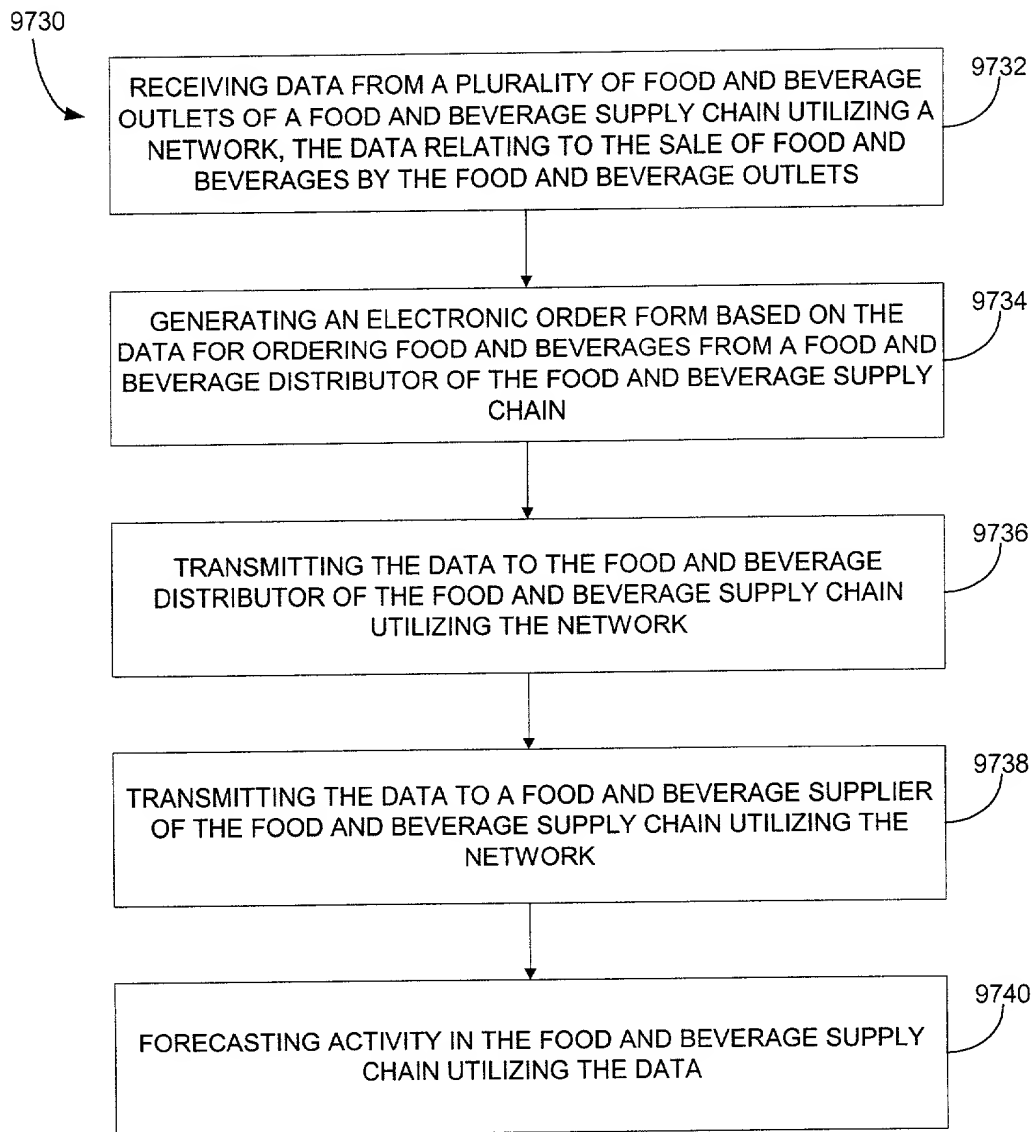 9730
9732
RECEIVING DATA FROM A PLURALITY OF FOOD AND BEVERAGE
OUTLETS OF A FOOD AND BEVERAGE SUPPLY CHAIN UTILIZING A
NETWORK, THE DATA RELATING TO THE SALE OF FOOD AND
BEVERAGES BY THE FOOD AND BEVERAGE OUTLETS
9734
GENERATING AN ELECTRONIC ORDER FORM BASED ON THE
DATA FOR ORDERING FOOD AND BEVERAGES FROM A FOOD AND
BEVERAGE DISTRIBUTOR OF THE FOOD AND BEVERAGE SUPPLY
CHAIN
9736
TRANSMITTING THE DATA TO THE FOOD AND BEVERAGE
DISTRIBUTOR OF THE FOOD AND BEVERAGE SUPPLY CHAIN
UTILIZING THE NETWORK
9738
TRANSMITTING THE DATA TO A FOOD AND BEVERAGE SUPPLIER
OF THE FOOD AND BEVERAGE SUPPLY CHAIN UTILIZING THE
NETWORK
9740
FORECASTING ACTIVITY IN THE FOOD AND BEVERAGE SUPPLY
CHAIN UTILIZING THE DATA